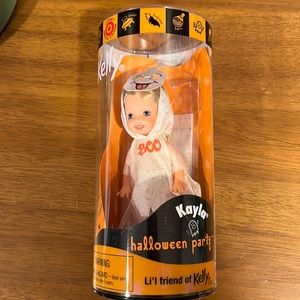 Kelly
BOO
Kayla
halloween party
WARNING:
Li'l friend of Kelly